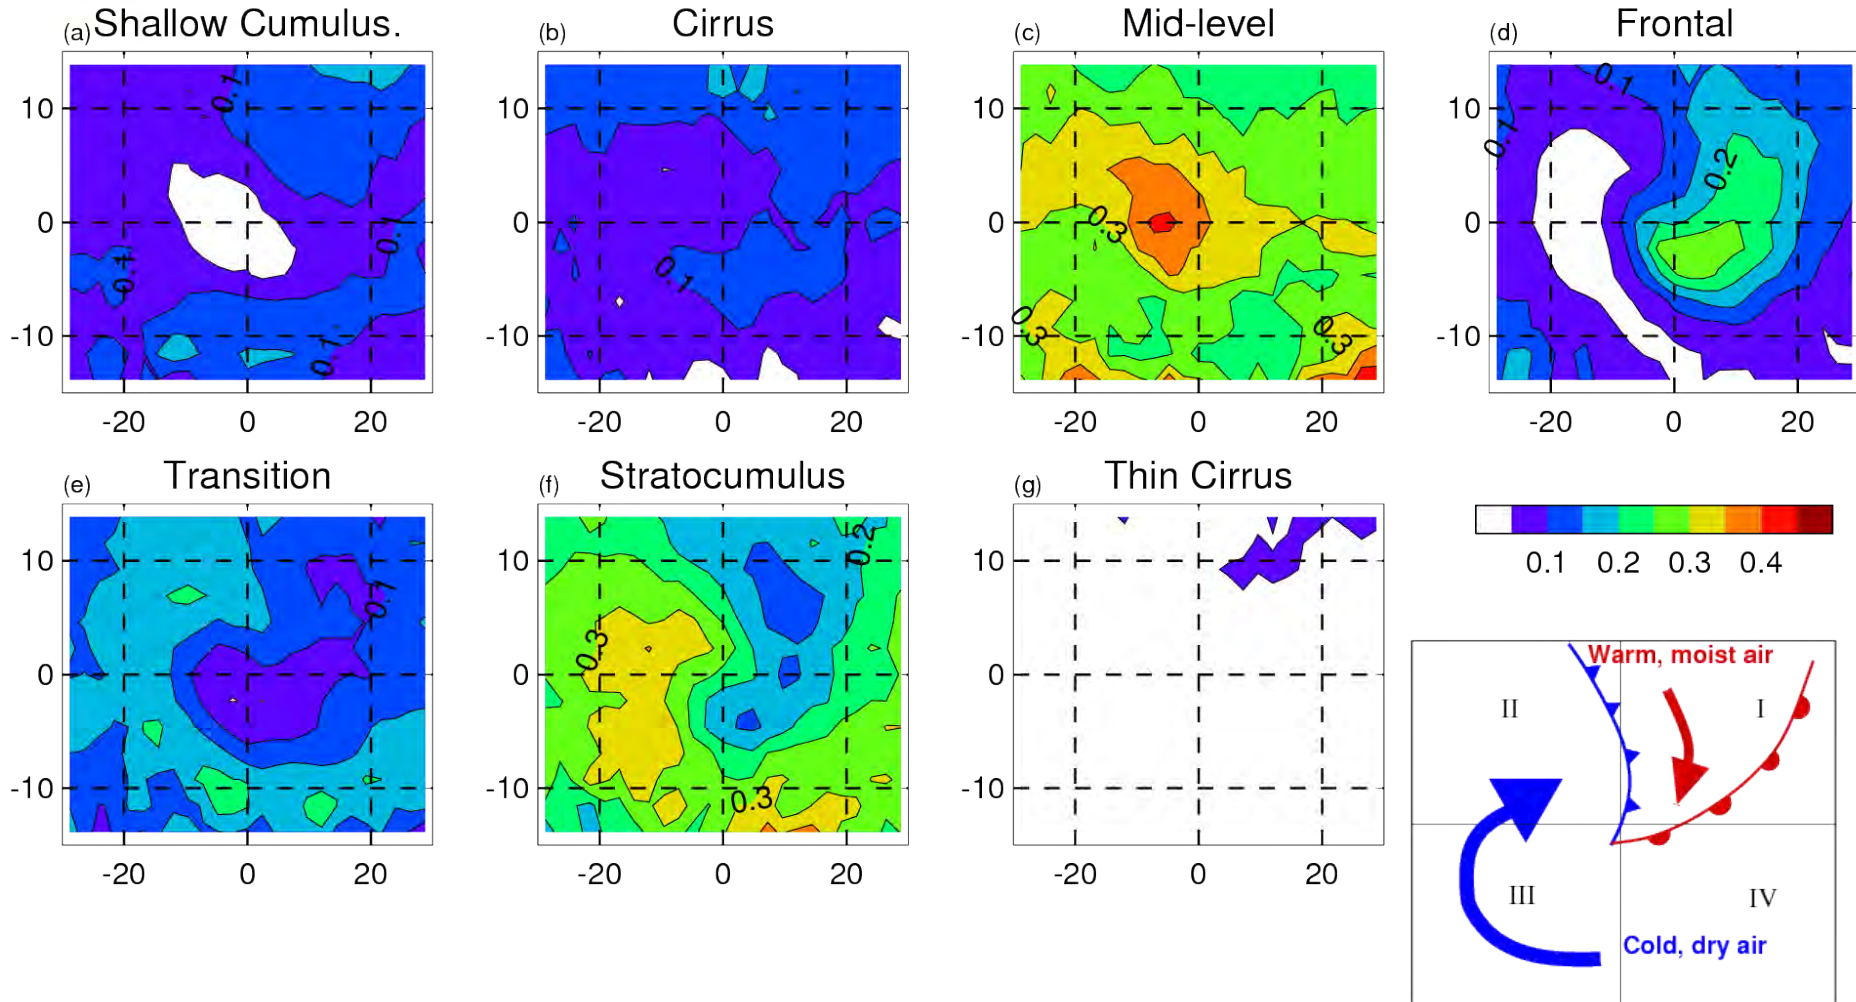 (a) Shallow Cumulus.
(b) Cirrus
(c) Mid-level
(d) Frontal
10
0
-10
-20 0 20
0.1
0.1
0.1
0.1
10
0
-10
-20 0 20
0.1
10
0
-10
-20 0 20
0.3
0.3
0.3
10
0
-10
-20 0 20
0.1
0.1
0.2
(e) Transition
(f) Stratocumulus
(g) Thin Cirrus
10
0
-10
-20 0 20
0.1
10
0
-10
-20 0 20
0.2
0.3
0.3
10
0
-10
-20 0 20
0.1 0.2 0.3 0.4
Warm, moist air
II
I
III
IV
Cold, dry air